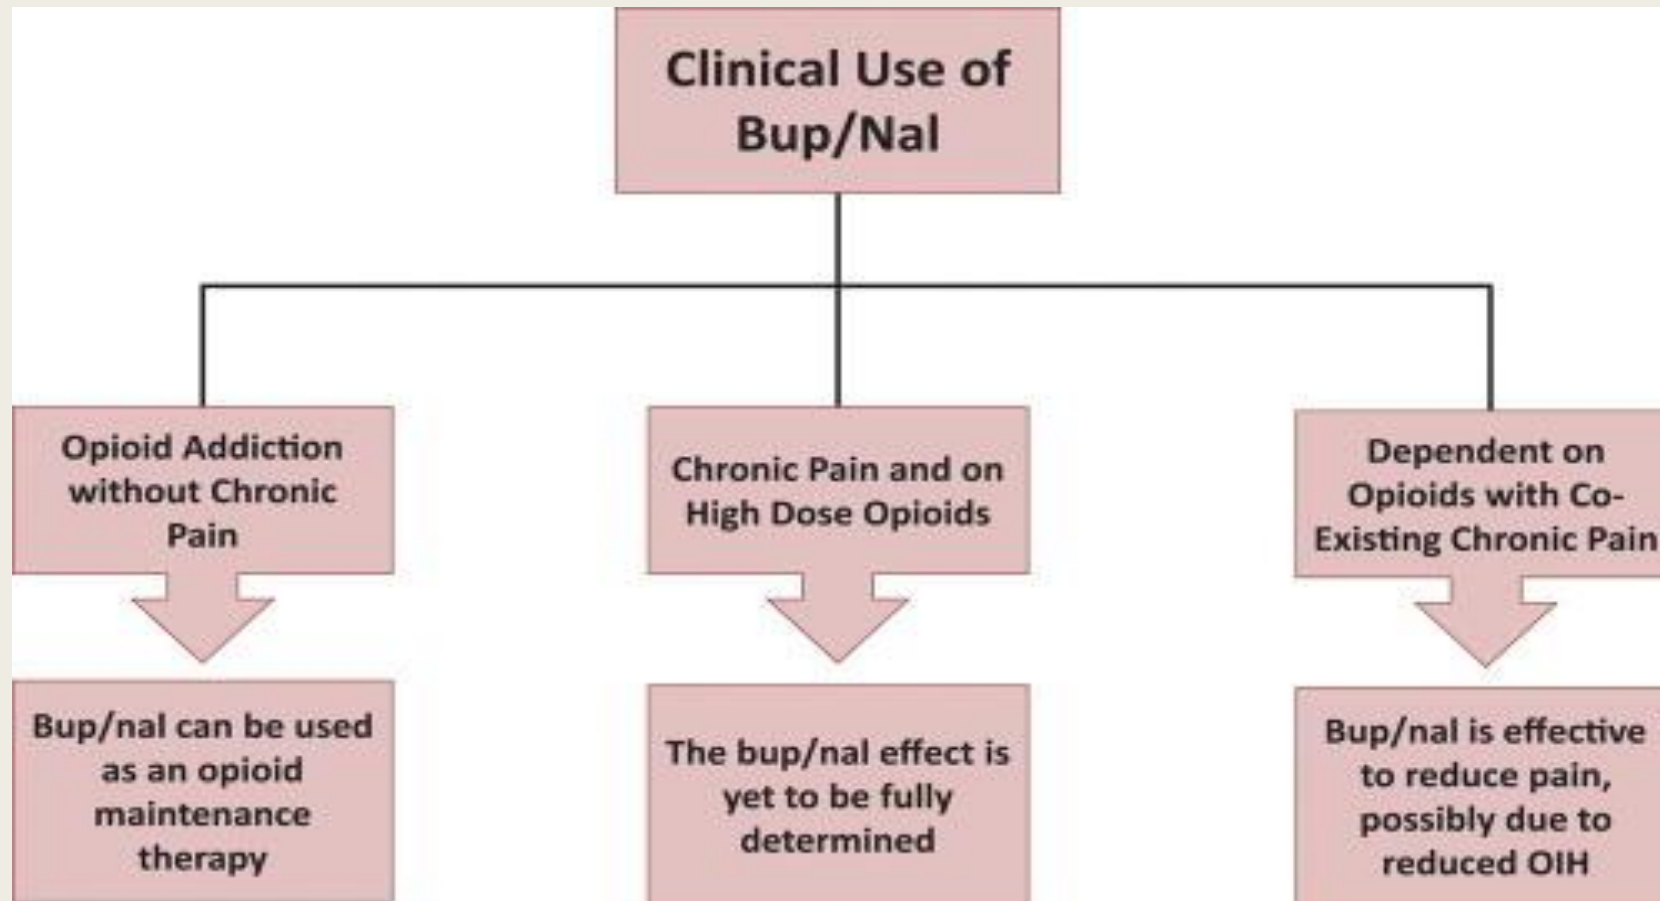 Clinical Use of
Bup/Nal
Opioid Addiction
without Chronic
Pain
Chronic Pain and on
High Dose Opioids
Dependent on
Opioids with Co-
Existing Chronic Pain
Bup/nal can be used
as an opioid
maintenance
therapy
The bup/nal effect is
yet to be fully
determined
Bup/nal is effective
to reduce pain,
possibly due to
reduced OIH